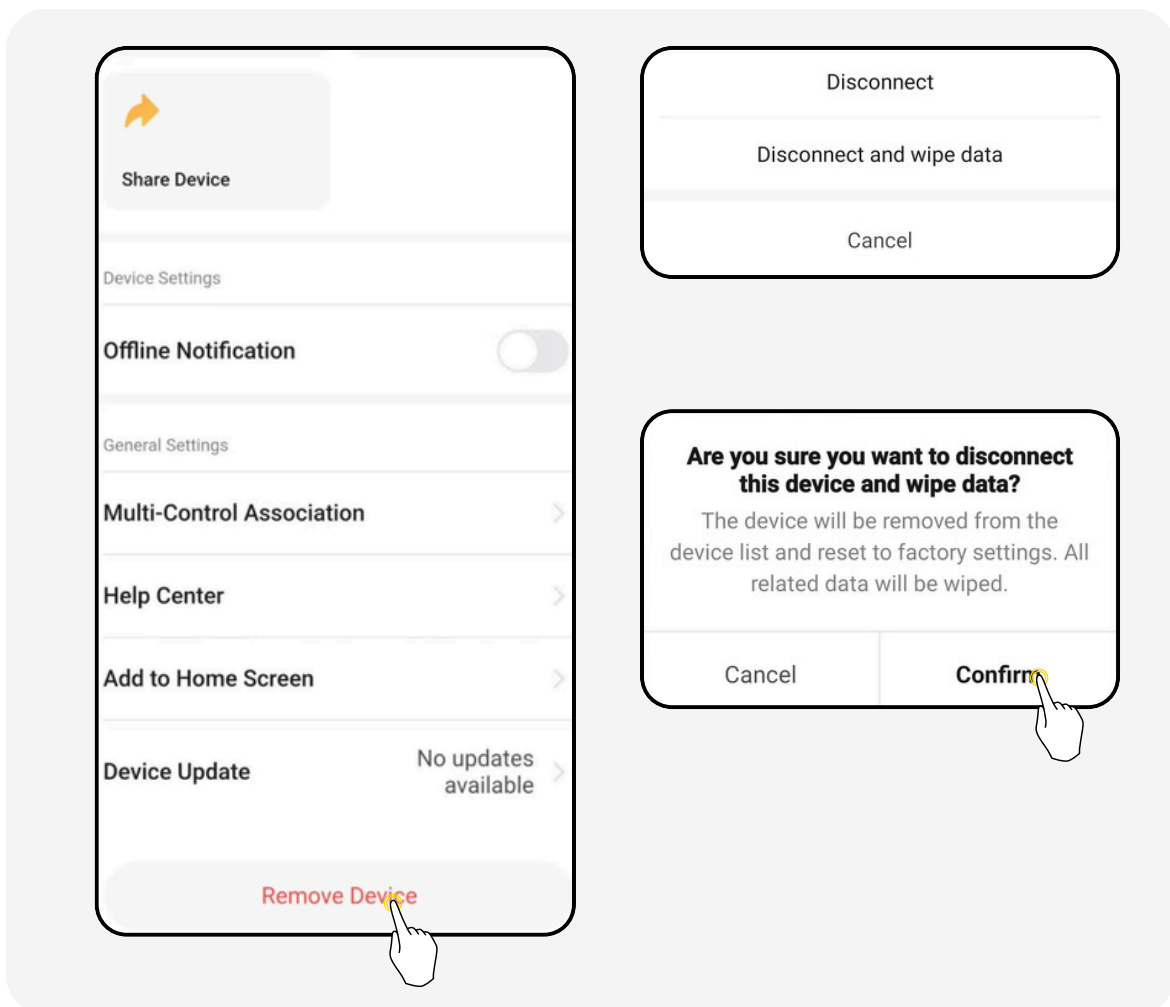 Share Device
Device Settings
Offline Notification
General Settings
Multi-Control Association
Help Center
Add to Home Screen
Device Update
No updates
available
Remove Device
Disconnect
Disconnect and wipe data
Cancel
Are you sure you want to disconnect
this device and wipe data?
The device will be removed from the
device list and reset to factory settings. All
related data will be wiped.
Cancel
Confirm